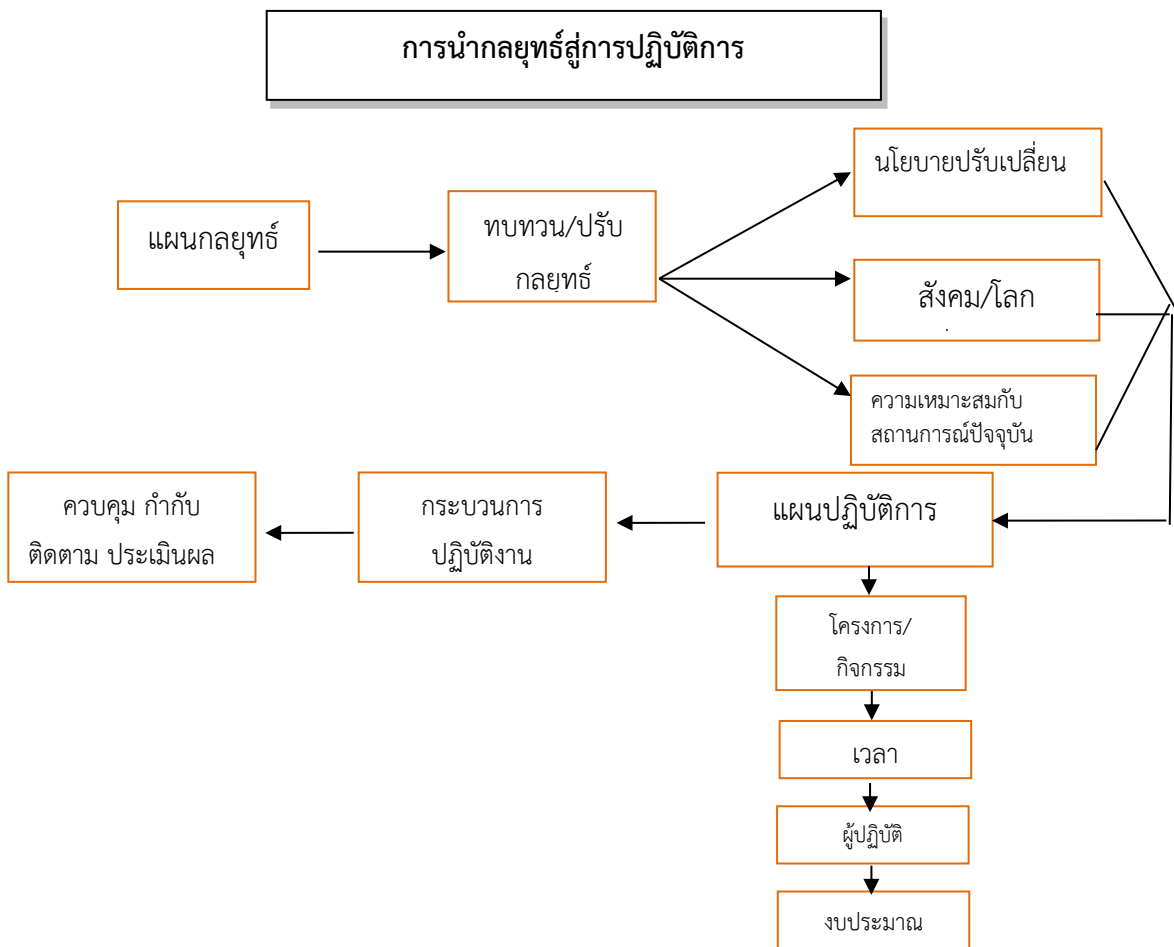 การนำกลยุทธ์สู่การปฏิบัติการ
แผนกลยุทธ์
ทบทวน/ปรับ
กลยุทธ์
นโยบายปรับเปลี่ยน
สังคม/โลก
ความเหมาะสมกับ
สถานการณ์ปัจจุบัน
แผนปฏิบัติการ
กระบวนการ
ปฏิบัติงาน
ควบคุม กำกับ
ติดตาม ประเมินผล
โครงการ/
กิจกรรม
เวลา
ผู้ปฏิบัติ
งบประมาณ